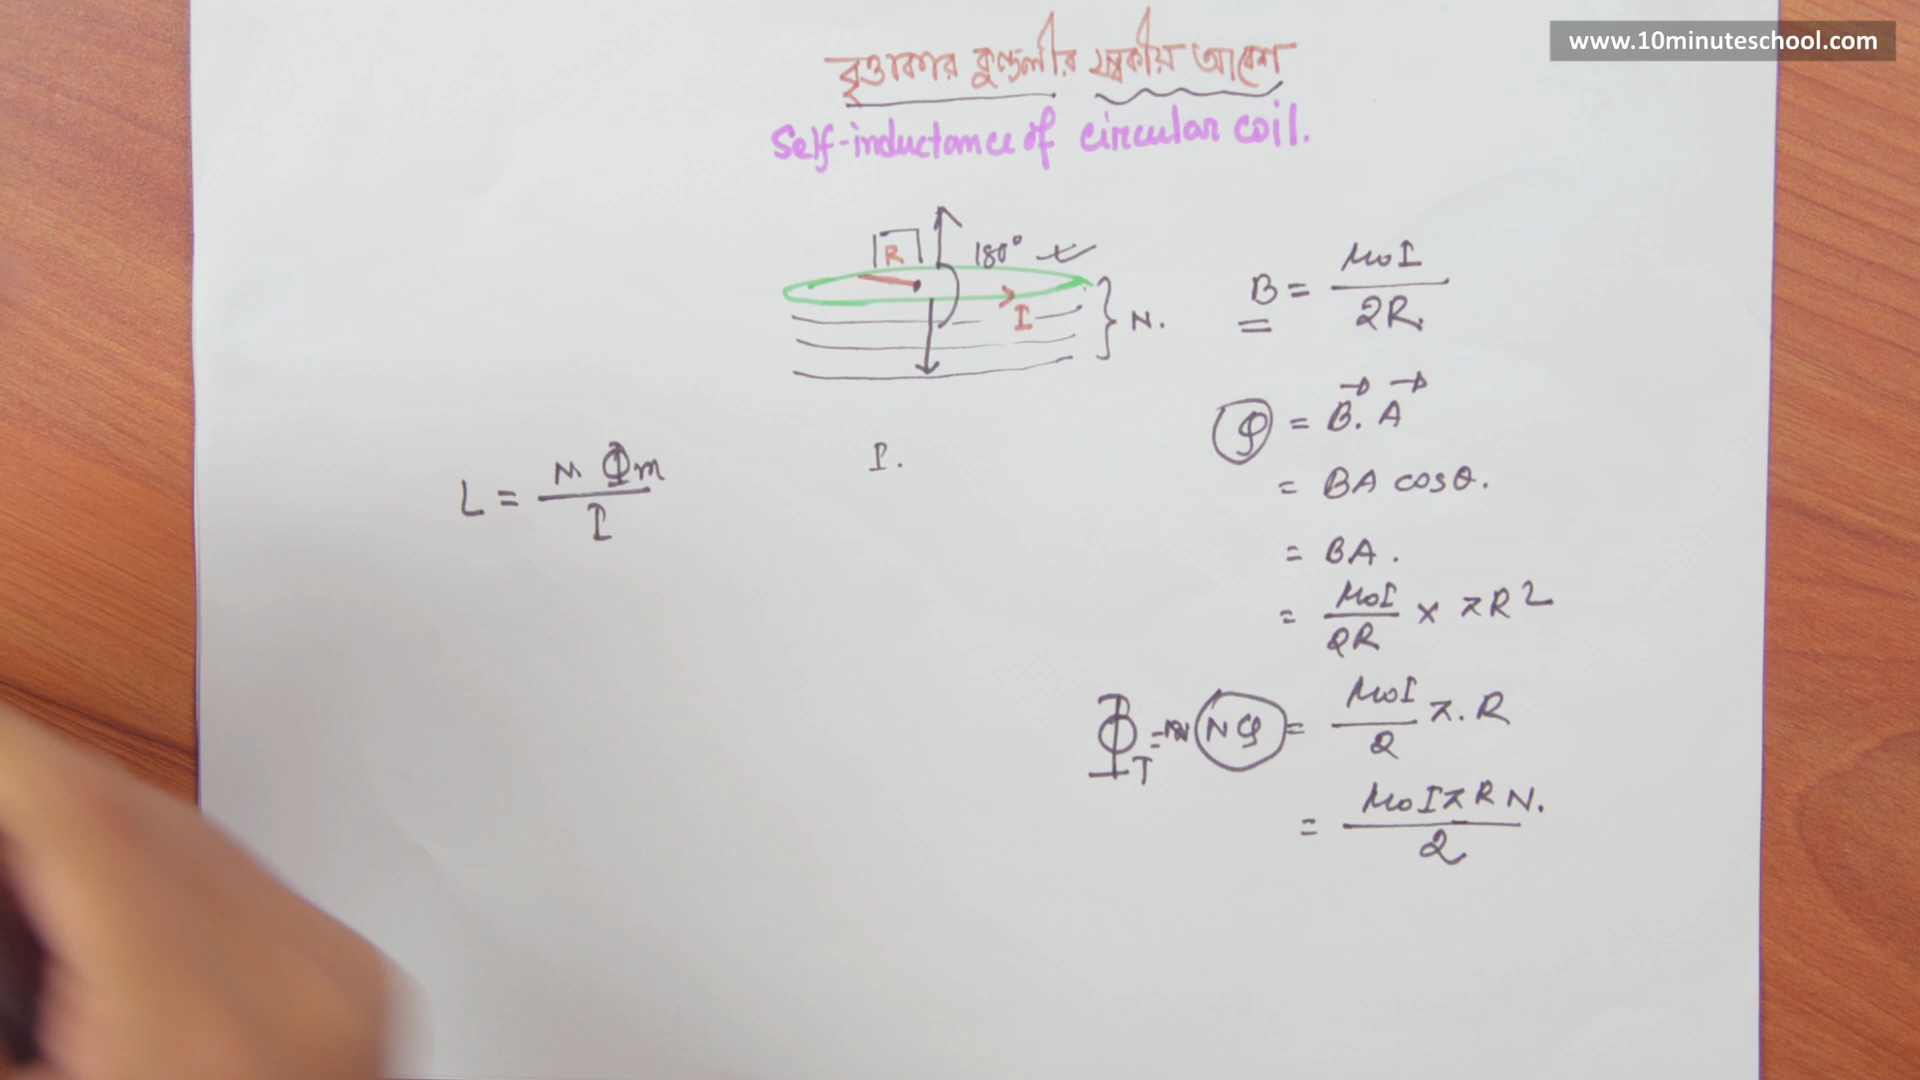 www.10minuteschool.com
বৃত্তাকার কুণ্ডলীর স্বকীয় আবেশ
Self-inductance of circular coil.
R 180°
I
N.
B = μ₀I / 2R
φ = B⃗. A⃗
= BA cosθ.
= BA.
= μ₀I / 2R × πR²
L = N Φm / I
I.
Φ_T = Nφ = μ₀I / 2 π. R
= μ₀IπRN. / 2